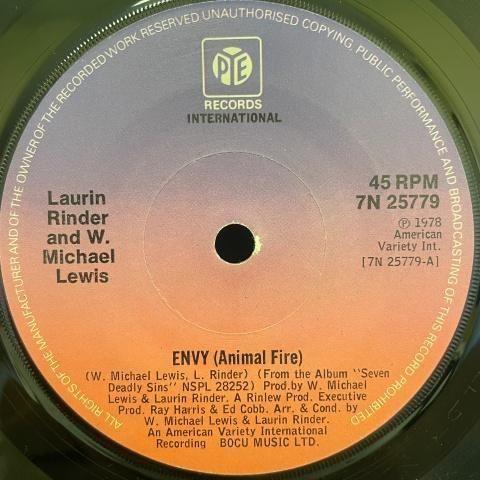 ALL RIGHTS OF THE MANUFACTURER AND OF THE OWNER OF THE RECORDED WORK RESERVED UNAUTHORISED COPYING, PUBLIC PERFORMANCE AND BROADCASTING OF THIS RECORD PROHIBITED
PYE
RECORDS
INTERNATIONAL
Laurin
Rinder
and W.
Michael
Lewis
45 RPM
7N 25779
Ⓟ 1978
American
Variety Int.
[7N 25779-A]
ENVY (Animal Fire)
(W. Michael Lewis, L. Rinder) (From the Album "Seven
Deadly Sins" NSPL 28252) Prod.by W. Michael
Lewis & Laurin Rinder. A Rinlew Prod. Executive
Prod. Ray Harris & Ed Cobb. Arr. & Cond. by
W. Michael Lewis & Laurin Rinder.
An American Variety International
Recording BOCU MUSIC LTD.